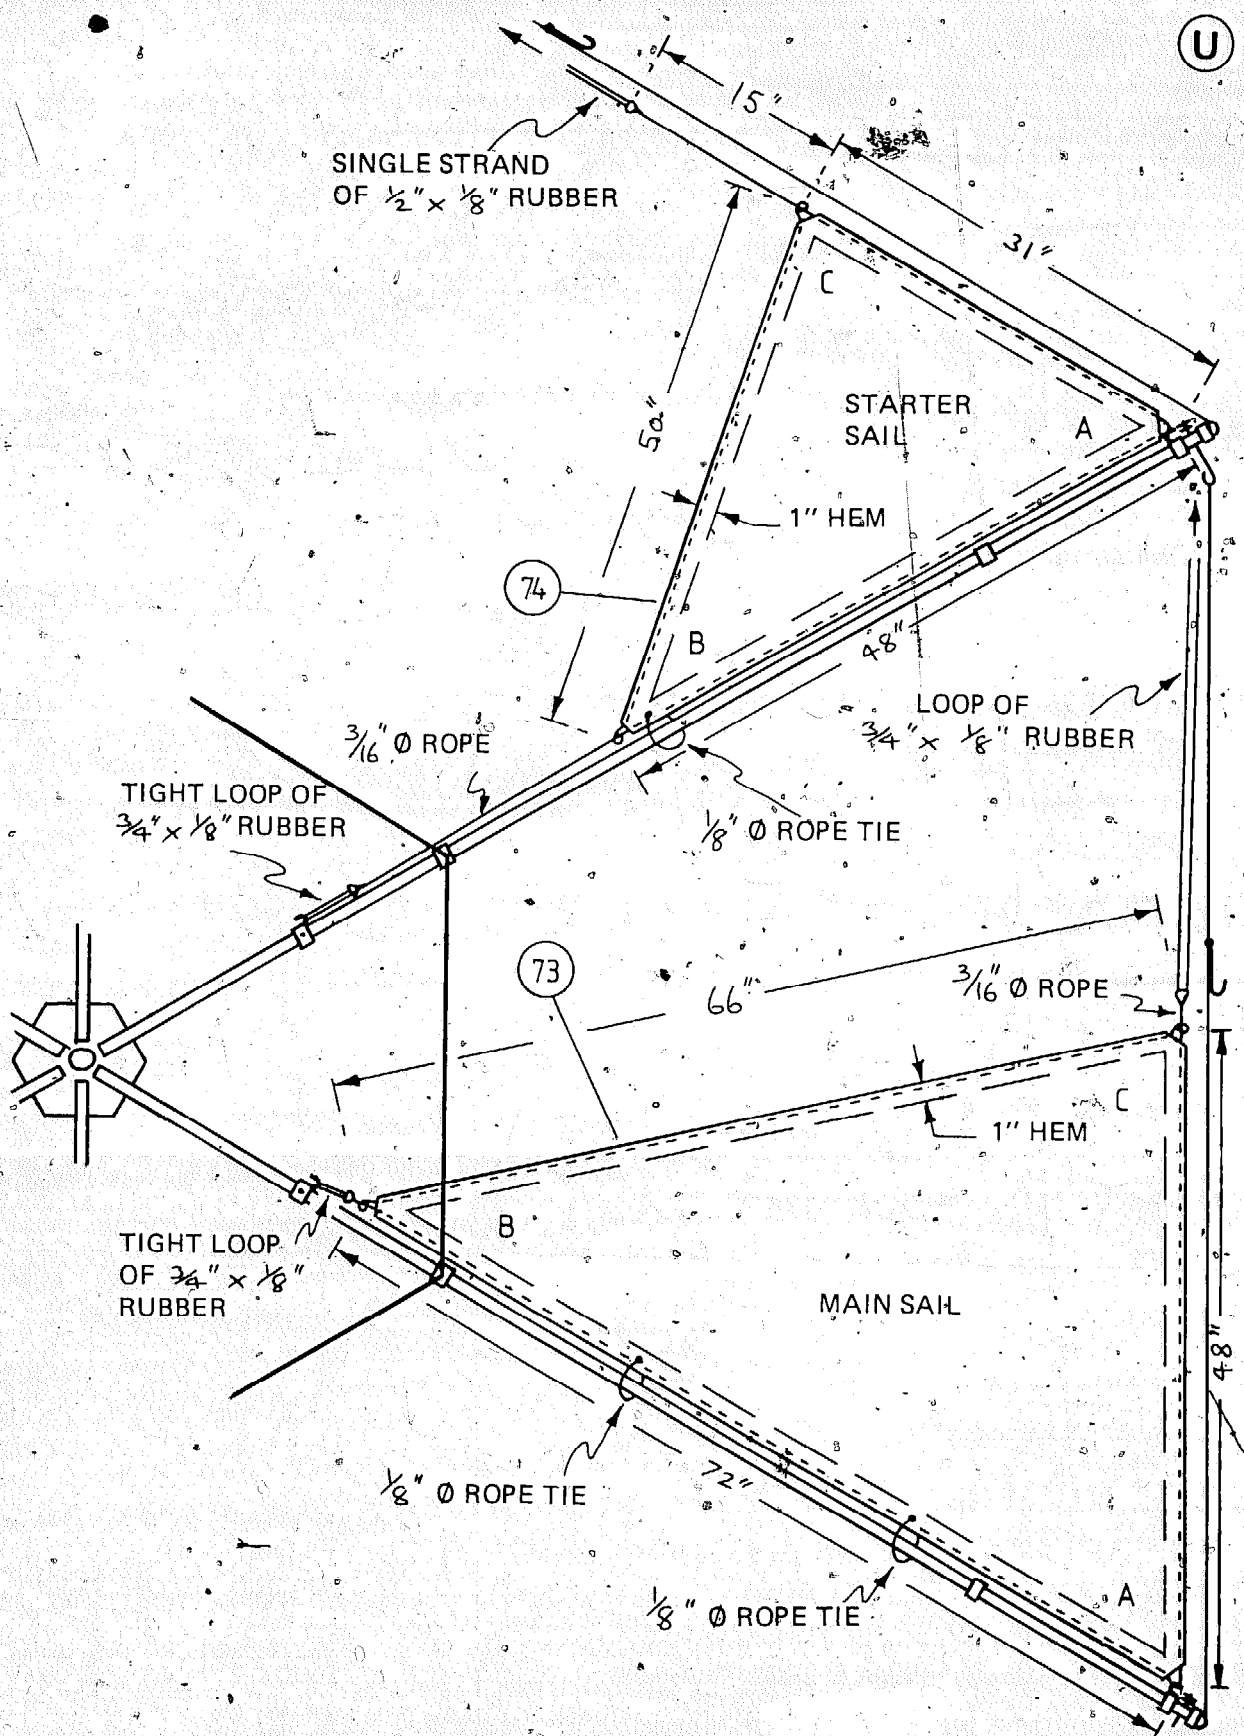 U
15"
SINGLE STRAND
OF ½" x ⅛" RUBBER
31"
C
50"
STARTER
SAIL
A
1" HEM
74
B
48"
LOOP OF
¾" x ⅛" RUBBER
3/16" Ø ROPE
TIGHT LOOP OF
¾" x ⅛" RUBBER
⅛" Ø ROPE TIE
73
66"
3/16" Ø ROPE
C
1" HEM
B
TIGHT LOOP
OF ¾" x ⅛"
RUBBER
MAIN SAIL
48"
72"
⅛" Ø ROPE TIE
A
⅛" Ø ROPE TIE